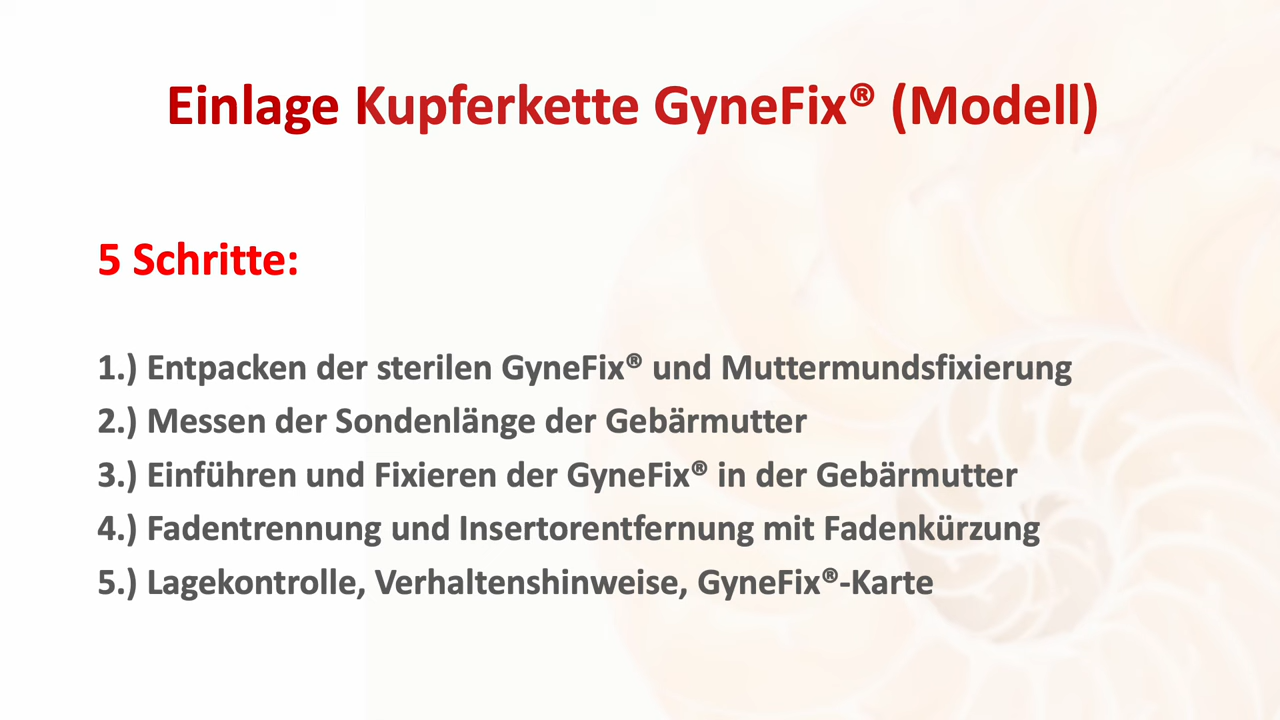 Einlage Kupferkette GyneFix® (Modell)
5 Schritte:
1.) Entpacken der sterilen GyneFix® und Muttermundsfixierung
2.) Messen der Sondenlänge der Gebärmutter
3.) Einführen und Fixieren der GyneFix® in der Gebärmutter
4.) Fadentrennung und Insertorentfernung mit Fadenkürzung
5.) Lagekontrolle, Verhaltenshinweise, GyneFix®-Karte